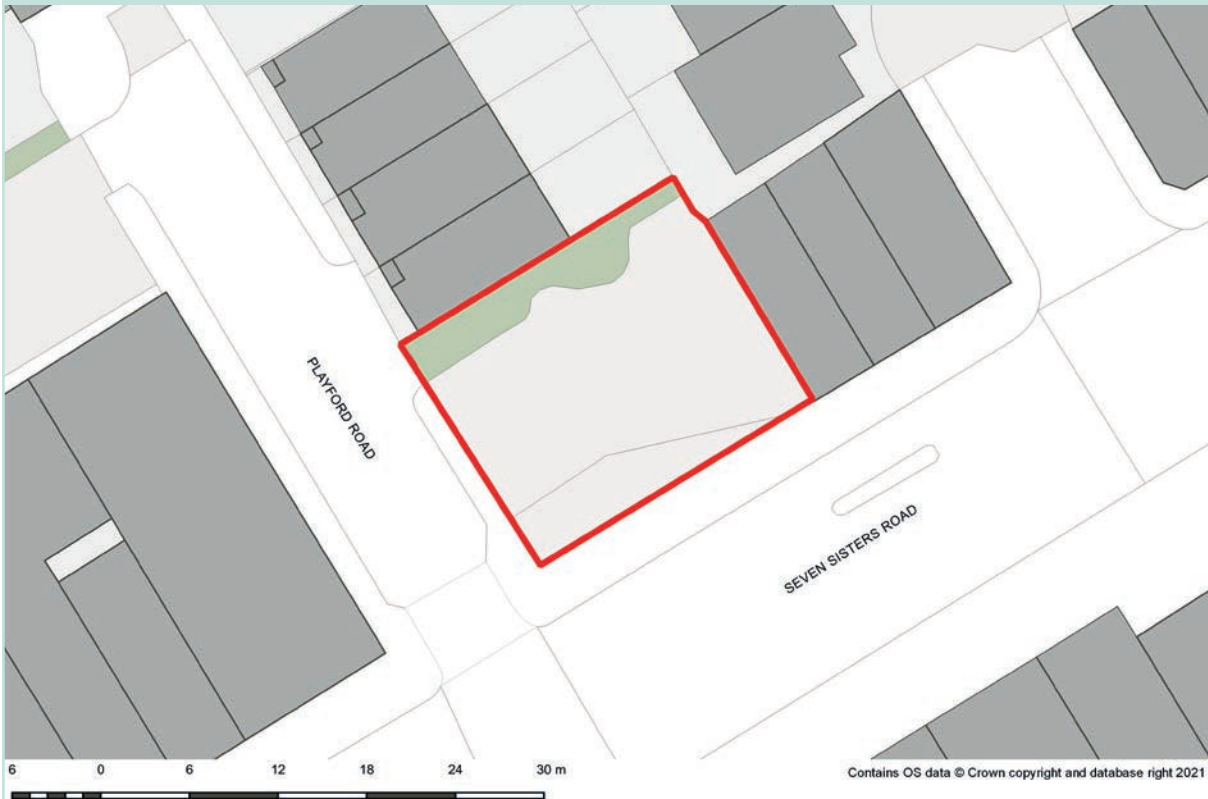 PLAYFORD ROAD
SEVEN SISTERS ROAD
6 0 6 12 18 24 30 m
Contains OS data © Crown copyright and database right 2021